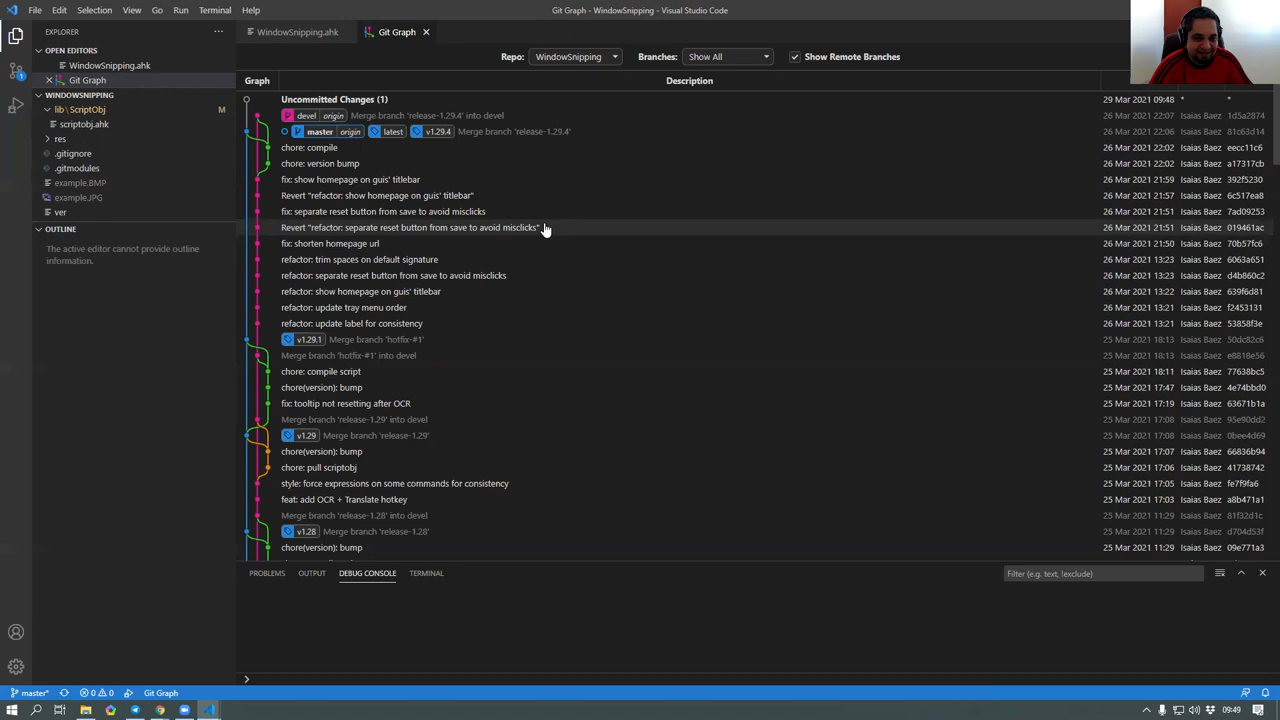 File Edit Selection View Go Run Terminal Help
Git Graph - WindowSnipping - Visual Studio Code
EXPLORER
OPEN EDITORS
WindowSnipping.ahk
Git Graph
WINDOWSNIPPING
lib\ScriptObj M
scriptobj.ahk
res
.gitignore
.gitmodules
example.BMP
example.JPG
ver
OUTLINE
The active editor cannot provide outline
information.
1
WindowSnipping.ahk
Git Graph
Repo: WindowSnipping Branches: Show All Show Remote Branches
Graph Description
Uncommitted Changes (1) 29 Mar 2021 09:48 * *
devel origin Merge branch 'release-1.29.4' into devel 26 Mar 2021 22:07 Isaias Baez 1d5a2874
master origin latest v1.29.4 Merge branch 'release-1.29.4' 26 Mar 2021 22:06 Isaias Baez 81c63d14
chore: compile 26 Mar 2021 22:02 Isaias Baez eecc11c6
chore: version bump 26 Mar 2021 22:02 Isaias Baez a17317cb
fix: show homepage on guis' titlebar 26 Mar 2021 21:59 Isaias Baez 392f5230
Revert "refactor: show homepage on guis' titlebar" 26 Mar 2021 21:57 Isaias Baez 6c517ea8
fix: separate reset button from save to avoid misclicks 26 Mar 2021 21:51 Isaias Baez 7ad09253
Revert "refactor: separate reset button from save to avoid misclicks" 26 Mar 2021 21:51 Isaias Baez 019461ac
fix: shorten homepage url 26 Mar 2021 21:50 Isaias Baez 70b57fc6
refactor: trim spaces on default signature 26 Mar 2021 13:23 Isaias Baez 6063a651
refactor: separate reset button from save to avoid misclicks 26 Mar 2021 13:23 Isaias Baez d4b860c2
refactor: show homepage on guis' titlebar 26 Mar 2021 13:22 Isaias Baez 639f6d81
refactor: update tray menu order 26 Mar 2021 13:21 Isaias Baez f2453131
refactor: update label for consistency 26 Mar 2021 13:21 Isaias Baez 53858f3e
v1.29.1 Merge branch 'hotfix-#1' 25 Mar 2021 18:13 Isaias Baez 50dc82c6
Merge branch 'hotfix-#1' into devel 25 Mar 2021 18:13 Isaias Baez e8818e56
chore: compile script 25 Mar 2021 18:11 Isaias Baez 77638bc5
chore(version): bump 25 Mar 2021 17:47 Isaias Baez 4e74bbd0
fix: tooltip not resetting after OCR 25 Mar 2021 17:19 Isaias Baez 63671b1a
Merge branch 'release-1.29' into devel 25 Mar 2021 17:08 Isaias Baez 95e90dd2
v1.29 Merge branch 'release-1.29' 25 Mar 2021 17:08 Isaias Baez 0bee4d69
chore(version): bump 25 Mar 2021 17:07 Isaias Baez 66836b94
chore: pull scriptobj 25 Mar 2021 17:06 Isaias Baez 41738742
style: force expressions on some commands for consistency 25 Mar 2021 17:05 Isaias Baez fe7f9fa6
feat: add OCR + Translate hotkey 25 Mar 2021 17:03 Isaias Baez a8b471a1
Merge branch 'release-1.28' into devel 25 Mar 2021 11:29 Isaias Baez 81f32d1c
v1.28 Merge branch 'release-1.28' 25 Mar 2021 11:29 Isaias Baez d704d53f
chore(version): bump 25 Mar 2021 11:29 Isaias Baez 09e771a3
PROBLEMS OUTPUT DEBUG CONSOLE TERMINAL Filter (e.g. text, !exclude)
master* 0 0 Git Graph
09:49